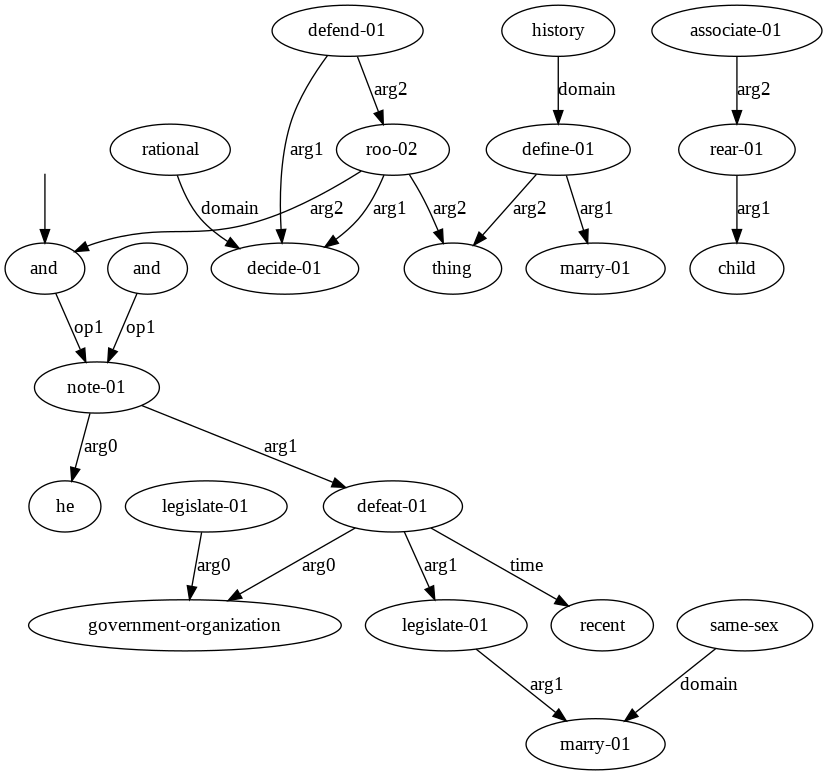 defend-01 history associate-01
arg2 domain arg2
rational roo-02 define-01 rear-01
arg1
domain arg2 arg1 arg2 arg2 arg1 arg1
and and decide-01 thing marry-01 child
op1 op1
note-01
arg0 arg1
he legislate-01 defeat-01
arg0 arg0 arg1 time
government-organization legislate-01 recent same-sex
arg1 domain
marry-01